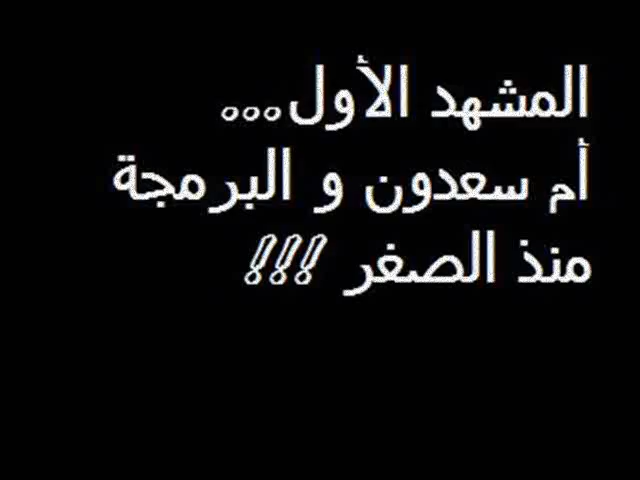 المشهد الأول...
أم سعدون و البرمجة
منذ الصغر !!!